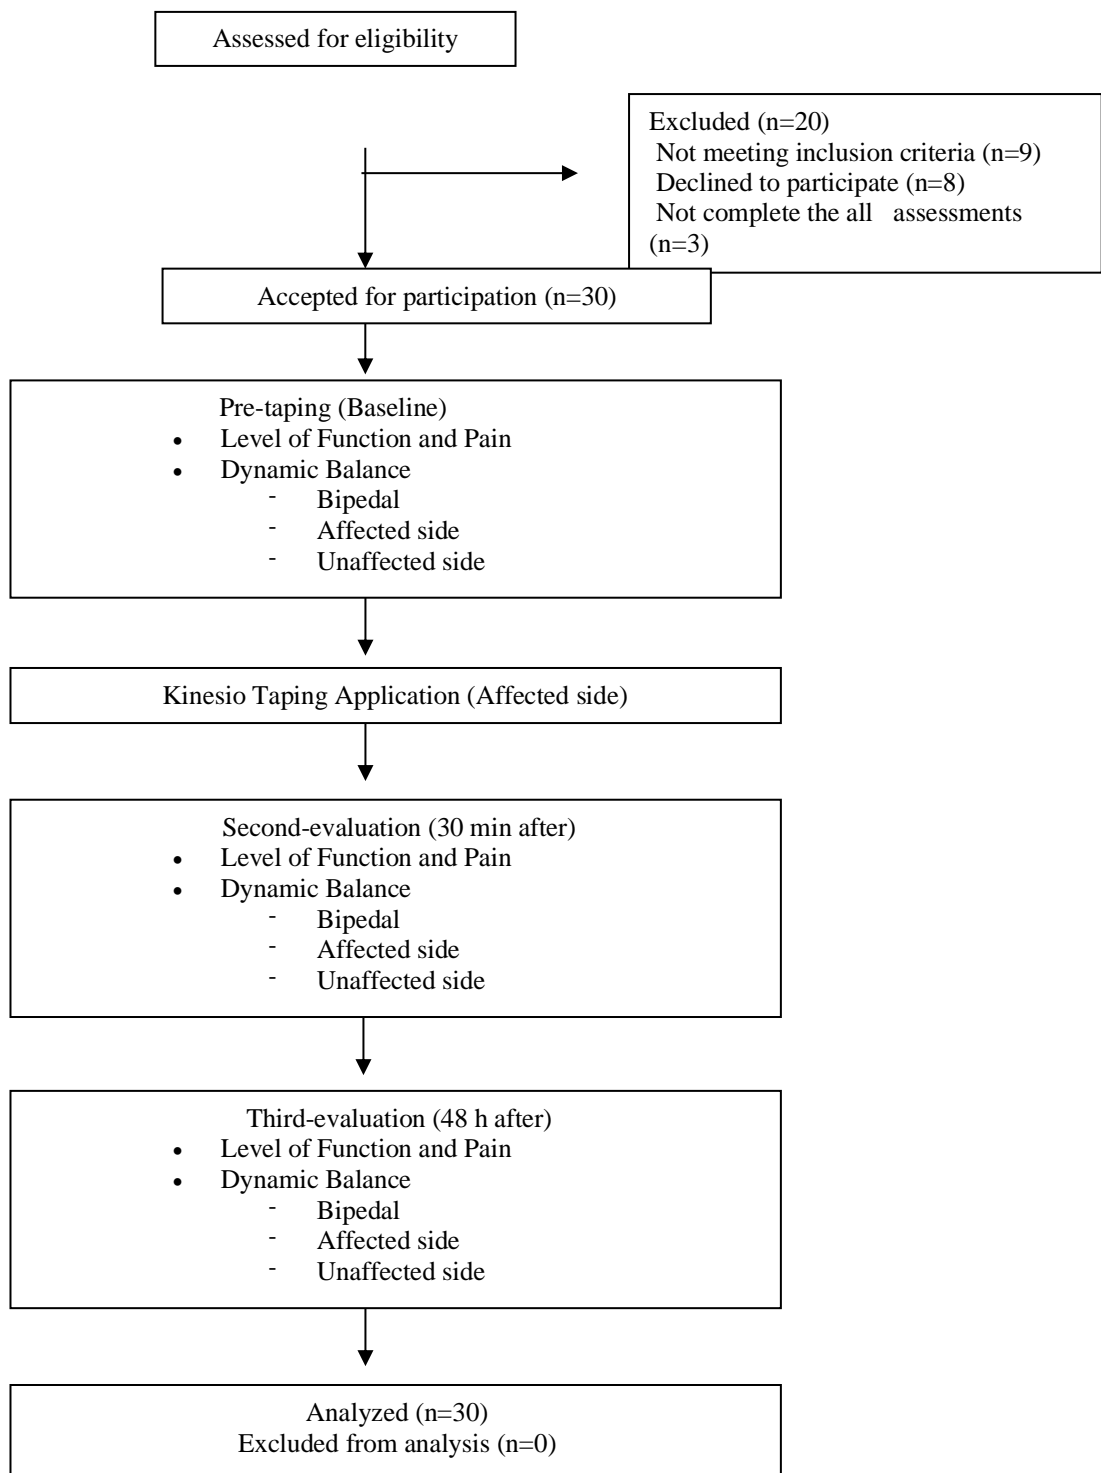 Assessed for eligibility
Excluded (n=20)
Not meeting inclusion criteria (n=9)
Declined to participate (n=8)
Not complete the all assessments
(n=3)
Accepted for participation (n=30)
Pre-taping (Baseline)
• Level of Function and Pain
• Dynamic Balance
- Bipedal
- Affected side
- Unaffected side
Kinesio Taping Application (Affected side)
Second-evaluation (30 min after)
• Level of Function and Pain
• Dynamic Balance
- Bipedal
- Affected side
- Unaffected side
Third-evaluation (48 h after)
• Level of Function and Pain
• Dynamic Balance
- Bipedal
- Affected side
- Unaffected side
Analyzed (n=30)
Excluded from analysis (n=0)